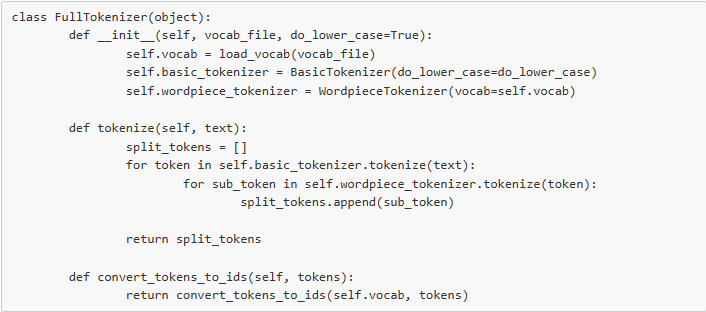 class FullTokenizer(object):
        def __init__(self, vocab_file, do_lower_case=True):
                self.vocab = load_vocab(vocab_file)
                self.basic_tokenizer = BasicTokenizer(do_lower_case=do_lower_case)
                self.wordpiece_tokenizer = WordpieceTokenizer(vocab=self.vocab)

        def tokenize(self, text):
                split_tokens = []
                for token in self.basic_tokenizer.tokenize(text):
                        for sub_token in self.wordpiece_tokenizer.tokenize(token):
                                split_tokens.append(sub_token)

                return split_tokens

        def convert_tokens_to_ids(self, tokens):
                return convert_tokens_to_ids(self.vocab, tokens)